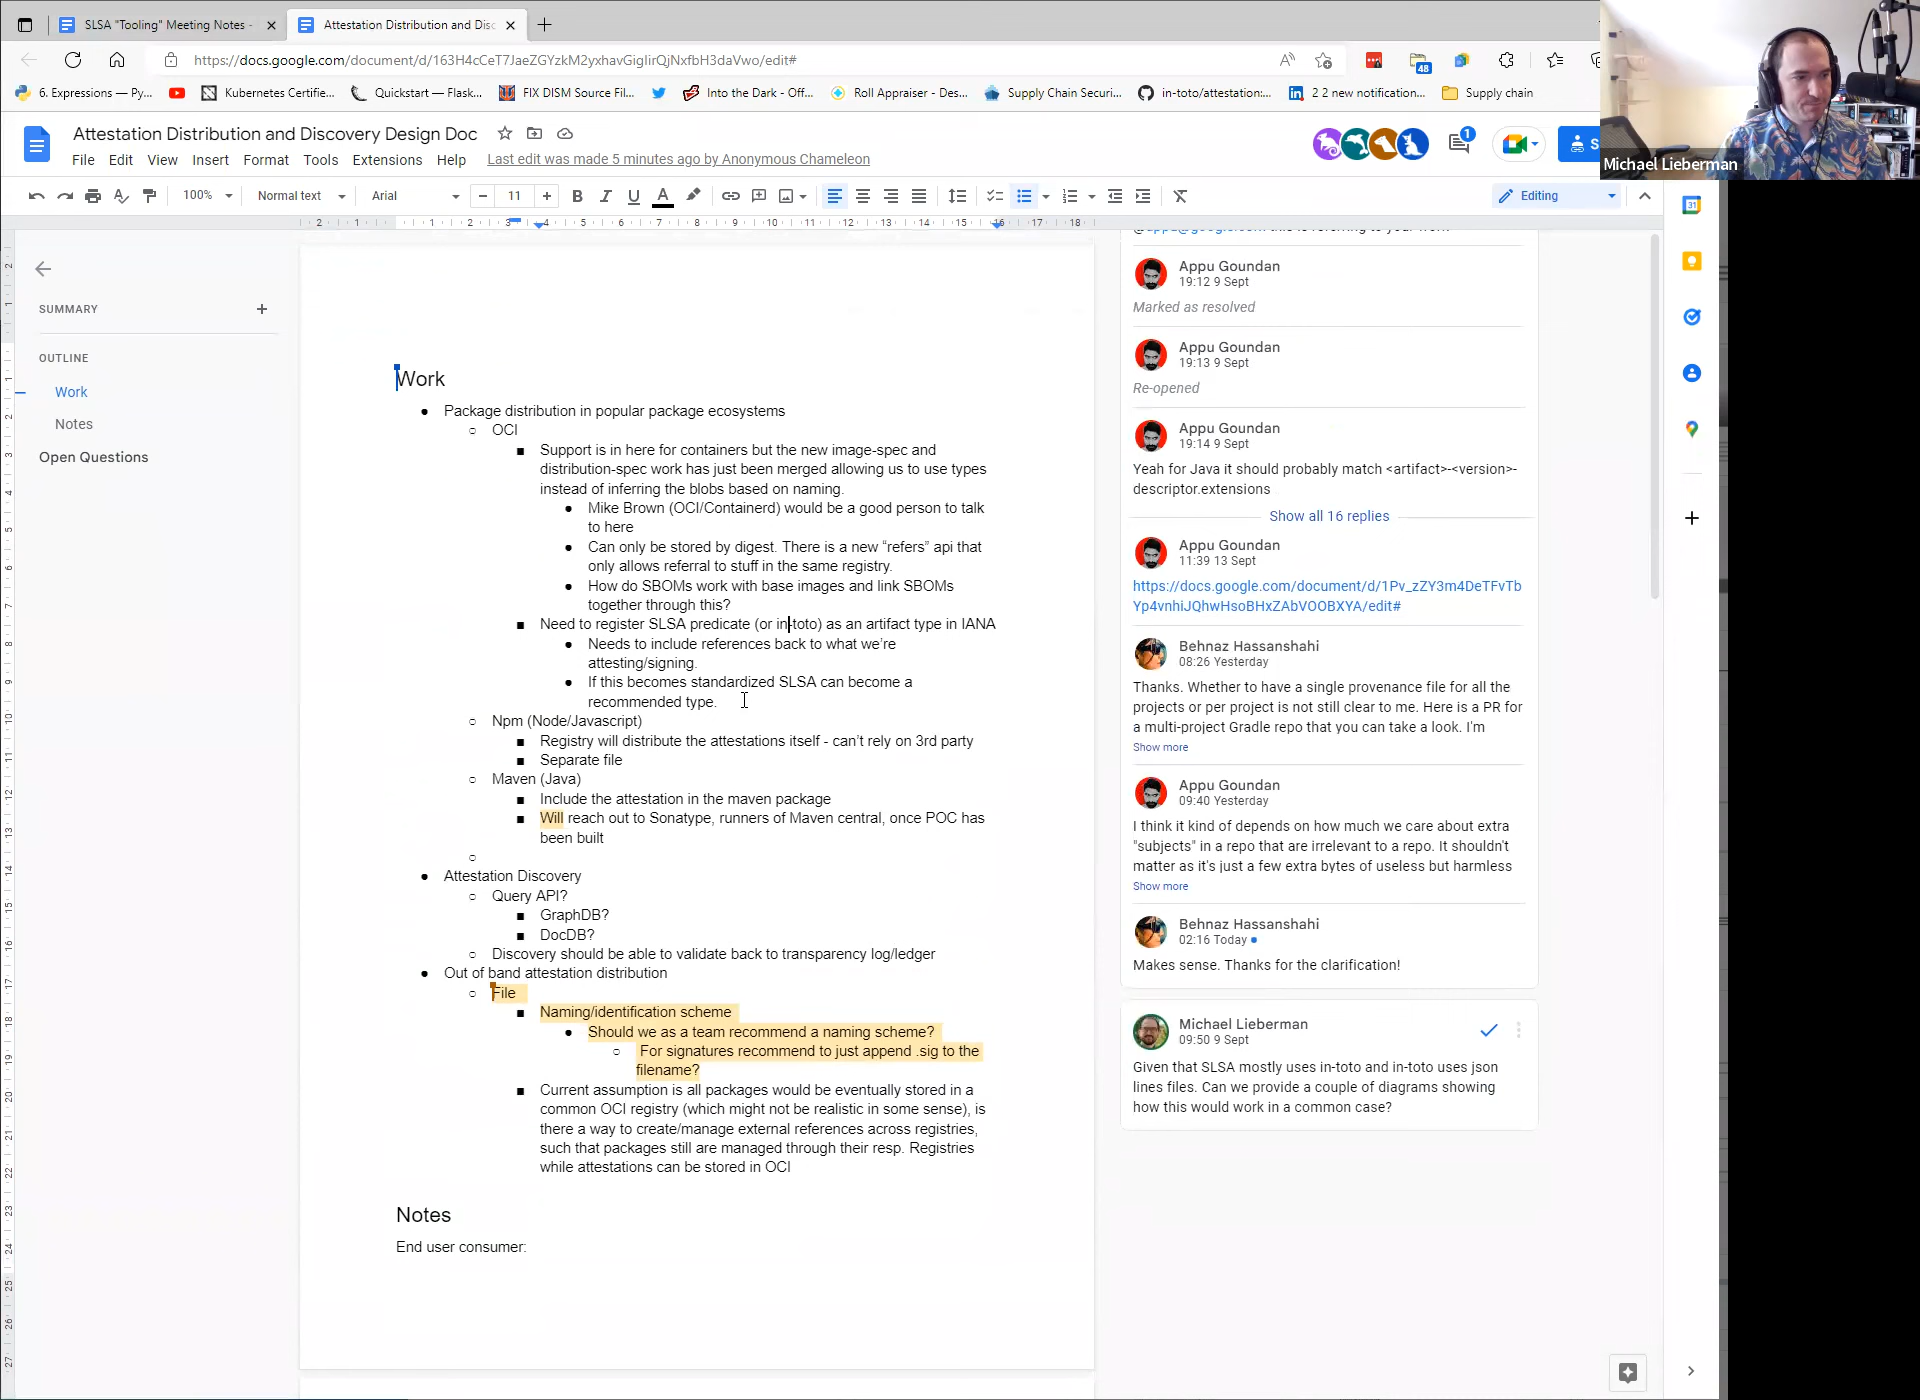 SLSA "Tooling" Meeting Notes -
Attestation Distribution and Disc
https://docs.google.com/document/d/163H4cCeT7JaeZGYzkM2yxhavGigIirQjNxfbH3daVwo/edit#
48
6. Expressions — Py...
Kubernetes Certifie...
Quickstart — Flask...
FIX DISM Source Fil...
Into the Dark - Off...
Roll Appraiser - Des...
Supply Chain Securi...
in-toto/attestation:...
2 2 new notification...
Supply chain
Michael Lieberman
Attestation Distribution and Discovery Design Doc
1
S
File Edit View Insert Format Tools Extensions Help
Last edit was made 5 minutes ago by Anonymous Chameleon
100% Normal text Arial 11 B I U A Editing
2 1 1 2 3 4 5 6 7 8 9 10 11 12 13 14 15 16 17 18
SUMMARY
OUTLINE
Work
Notes
Open Questions
Work
Package distribution in popular package ecosystems
OCI
Support is in here for containers but the new image-spec and
distribution-spec work has just been merged allowing us to use types
instead of inferring the blobs based on naming.
Mike Brown (OCI/Containerd) would be a good person to talk
to here
Can only be stored by digest. There is a new “refers” api that
only allows referral to stuff in the same registry.
How do SBOMs work with base images and link SBOMs
together through this?
Need to register SLSA predicate (or in-toto) as an artifact type in IANA
Needs to include references back to what we’re
attesting/signing.
If this becomes standardized SLSA can become a
recommended type.
Npm (Node/Javascript)
Registry will distribute the attestations itself - can’t rely on 3rd party
Separate file
Maven (Java)
Include the attestation in the maven package
Will reach out to Sonatype, runners of Maven central, once POC has
been built
Attestation Discovery
Query API?
GraphDB?
DocDB?
Discovery should be able to validate back to transparency log/ledger
Out of band attestation distribution
File
Naming/identification scheme
Should we as a team recommend a naming scheme?
For signatures recommend to just append .sig to the
filename?
Current assumption is all packages would be eventually stored in a
common OCI registry (which might not be realistic in some sense), is
there a way to create/manage external references across registries,
such that packages still are managed through their resp. Registries
while attestations can be stored in OCI
Notes
End user consumer:
Appu Goundan
19:12 9 Sept
Marked as resolved
Appu Goundan
19:13 9 Sept
Re-opened
Appu Goundan
19:14 9 Sept
Yeah for Java it should probably match <artifact>-<version>-
descriptor.extensions
Show all 16 replies
Appu Goundan
11:39 13 Sept
https://docs.google.com/document/d/1Pv_zZY3m4DeTFvTb
Yp4vnhiJQhwHsoBHxZAbVOOBXYA/edit#
Behnaz Hassanshahi
08:26 Yesterday
Thanks. Whether to have a single provenance file for all the
projects or per project is not still clear to me. Here is a PR for
a multi-project Gradle repo that you can take a look. I'm
Show more
Appu Goundan
09:40 Yesterday
I think it kind of depends on how much we care about extra
"subjects" in a repo that are irrelevant to a repo. It shouldn't
matter as it's just a few extra bytes of useless but harmless
Show more
Behnaz Hassanshahi
02:16 Today
Makes sense. Thanks for the clarification!
Michael Lieberman
09:50 9 Sept
Given that SLSA mostly uses in-toto and in-toto uses json
lines files. Can we provide a couple of diagrams showing
how this would work in a common case?
31